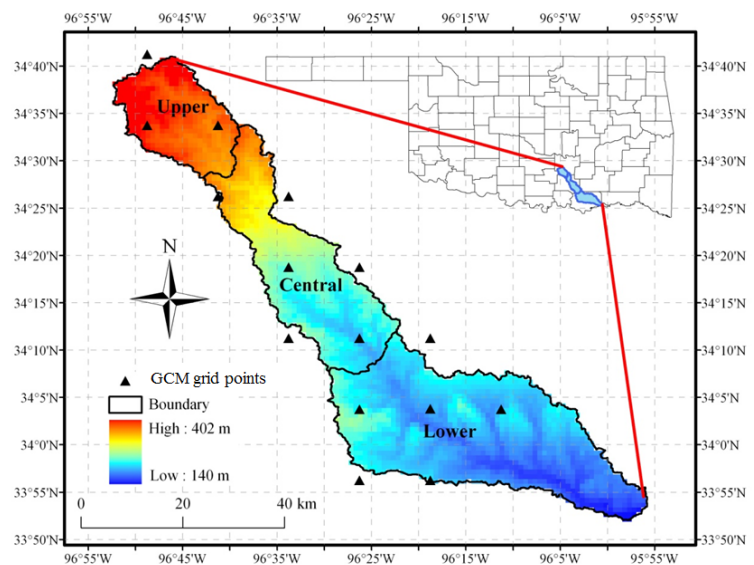 96°55'W 96°45'W 96°35'W 96°25'W 96°15'W 96°5'W 95°55'W
34°40'N 34°40'N
34°35'N Upper 34°35'N
34°30'N 34°30'N
34°25'N 34°25'N
34°20'N 34°20'N
N
Central
34°15'N 34°15'N
34°10'N 34°10'N
GCM grid points
34°5'N Boundary 34°5'N
High : 402 m Lower
34°0'N 34°0'N
Low : 140 m
33°55'N 33°55'N
0 20 40 km
33°50'N 33°50'N
96°55'W 96°45'W 96°35'W 96°25'W 96°15'W 96°5'W 95°55'W